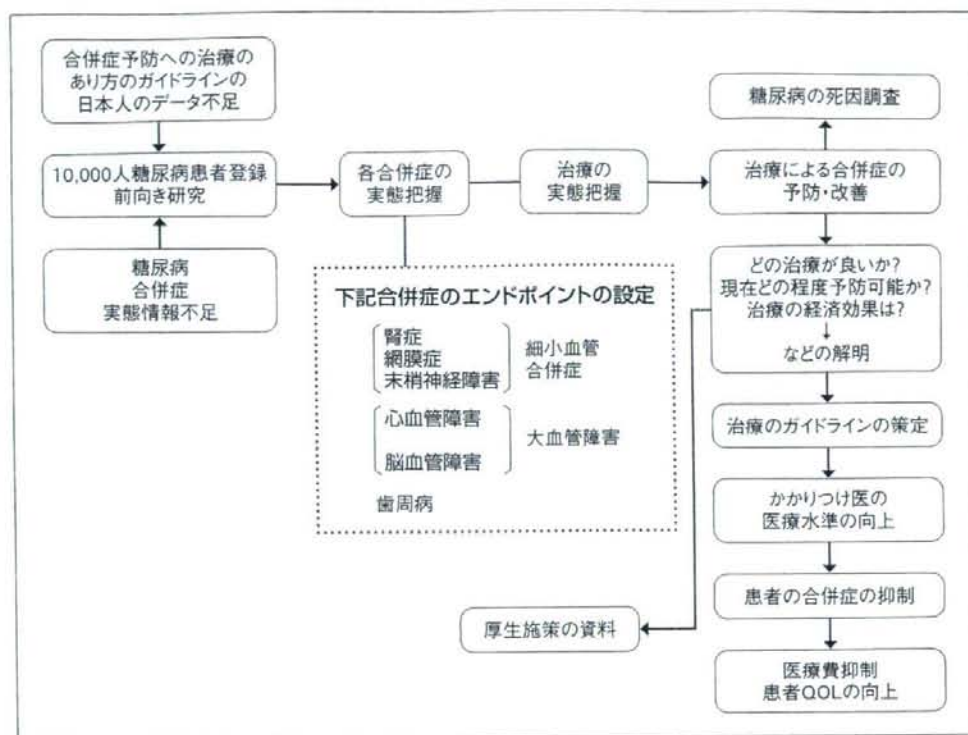 合併症予防への治療の
あり方のガイドラインの
日本人のデータ不足
10,000人糖尿病患者登録
前向き研究
糖尿病
合併症
実態情報不足
各合併症の
実態把握
治療の
実態把握
糖尿病の死因調査
治療による合併症の
予防・改善
下記合併症のエンドポイントの設定
腎症
網膜症
末梢神経障害
細小血管
合併症
心血管障害
脳血管障害
大血管障害
歯周病
どの治療が良いか?
現在どの程度予防可能か?
治療の経済効果は?
などの解明
治療のガイドラインの策定
かかりつけ医の
医療水準の向上
患者の合併症の抑制
厚生施策の資料
医療費抑制
患者QOLの向上